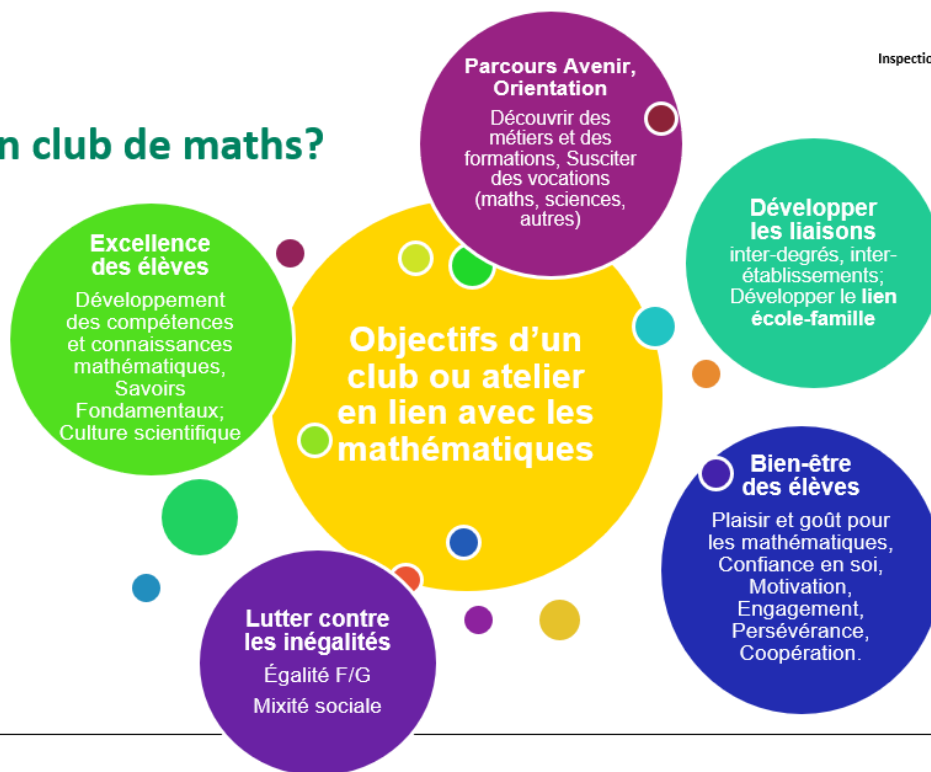 Inspectio
n club de maths?
Parcours Avenir,
Orientation
Découvrir des
métiers et des
formations, Susciter
des vocations
(maths, sciences,
autres)
Développer
les liaisons
inter-degrés, inter-
établissements;
Développer le lien
école-famille
Excellence
des élèves
Développement
des compétences
et connaissances
mathématiques,
Savoirs
Fondamentaux;
Culture scientifique
Objectifs d’un
club ou atelier
en lien avec les
mathématiques
Bien-être
des élèves
Plaisir et goût pour
les mathématiques,
Confiance en soi,
Motivation,
Engagement,
Persévérance,
Coopération.
Lutter contre
les inégalités
Égalité F/G
Mixité sociale